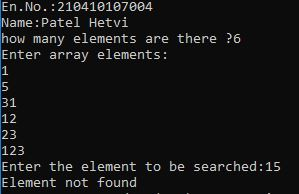 En.No.:210410107004
Name:Patel Hetvi
how many elements are there ?6
Enter array elements:
1
5
31
12
23
123
Enter the element to be searched:15
Element not found